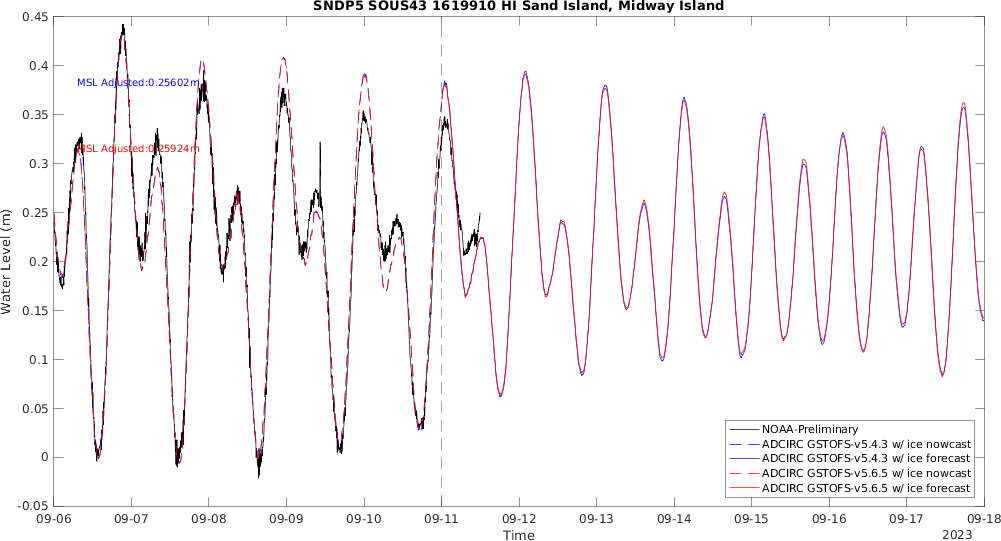 SNDP5 SOUS43 1619910 HI Sand Island, Midway Island
0.45
0.4
0.35
0.3
0.25
0.2
0.15
0.1
0.05
0
-0.05
Water Level (m)
MSL Adjusted:0.25602m
MSL Adjusted:0.25924m
NOAA-Preliminary
ADCIRC GSTOFS-v5.4.3 w/ ice nowcast
ADCIRC GSTOFS-v5.4.3 w/ ice forecast
ADCIRC GSTOFS-v5.6.5 w/ ice nowcast
ADCIRC GSTOFS-v5.6.5 w/ ice forecast
09-06 09-07 09-08 09-09 09-10 09-11 09-12 09-13 09-14 09-15 09-16 09-17 09-18
Time
2023